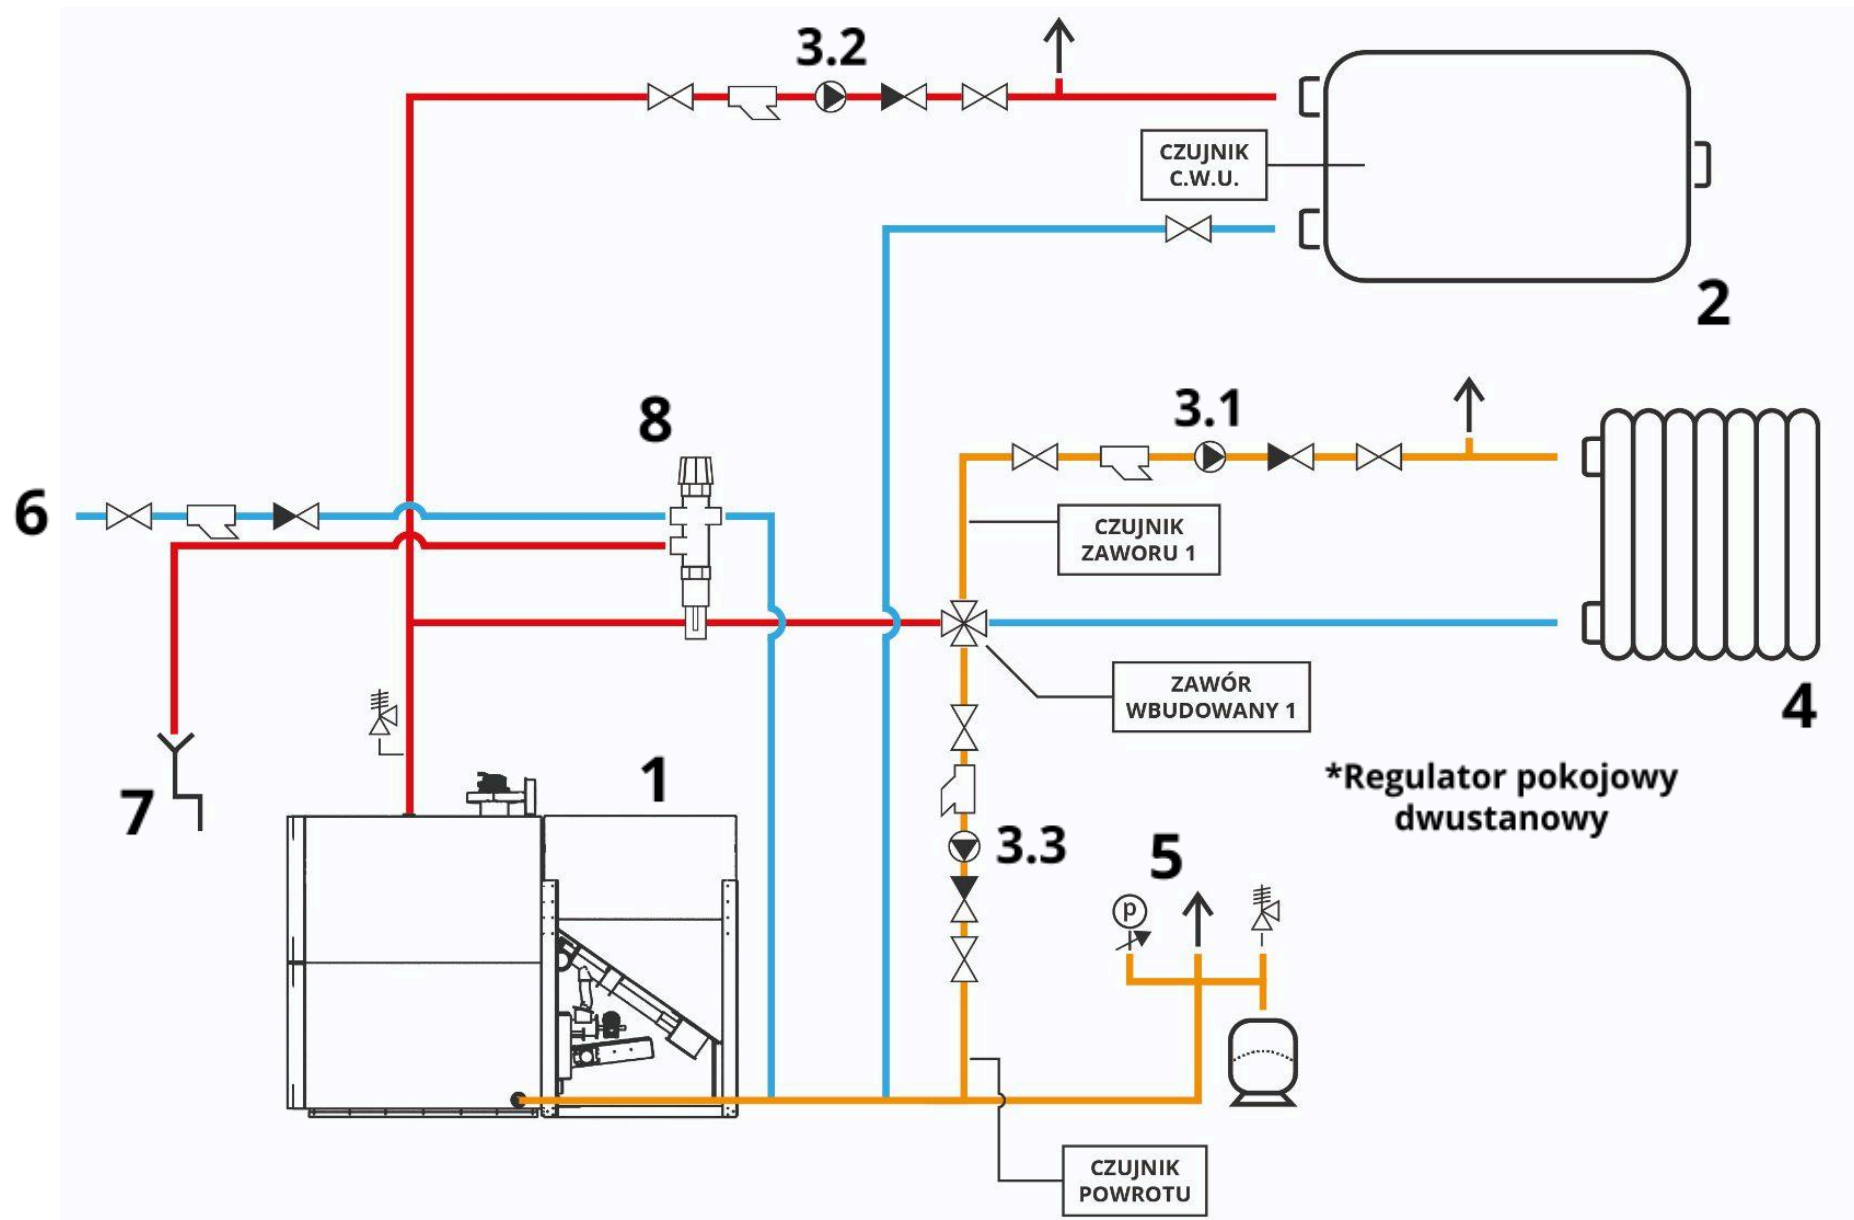 3.2
CZUJNIK
C.W.U.
2
3.1
8
6
CZUJNIK
ZAWORU 1
ZAWÓR
WBUDOWANY 1
4
1
*Regulator pokojowy
dwustanowy
7
3.3
5
p
CZUJNIK
POWROTU